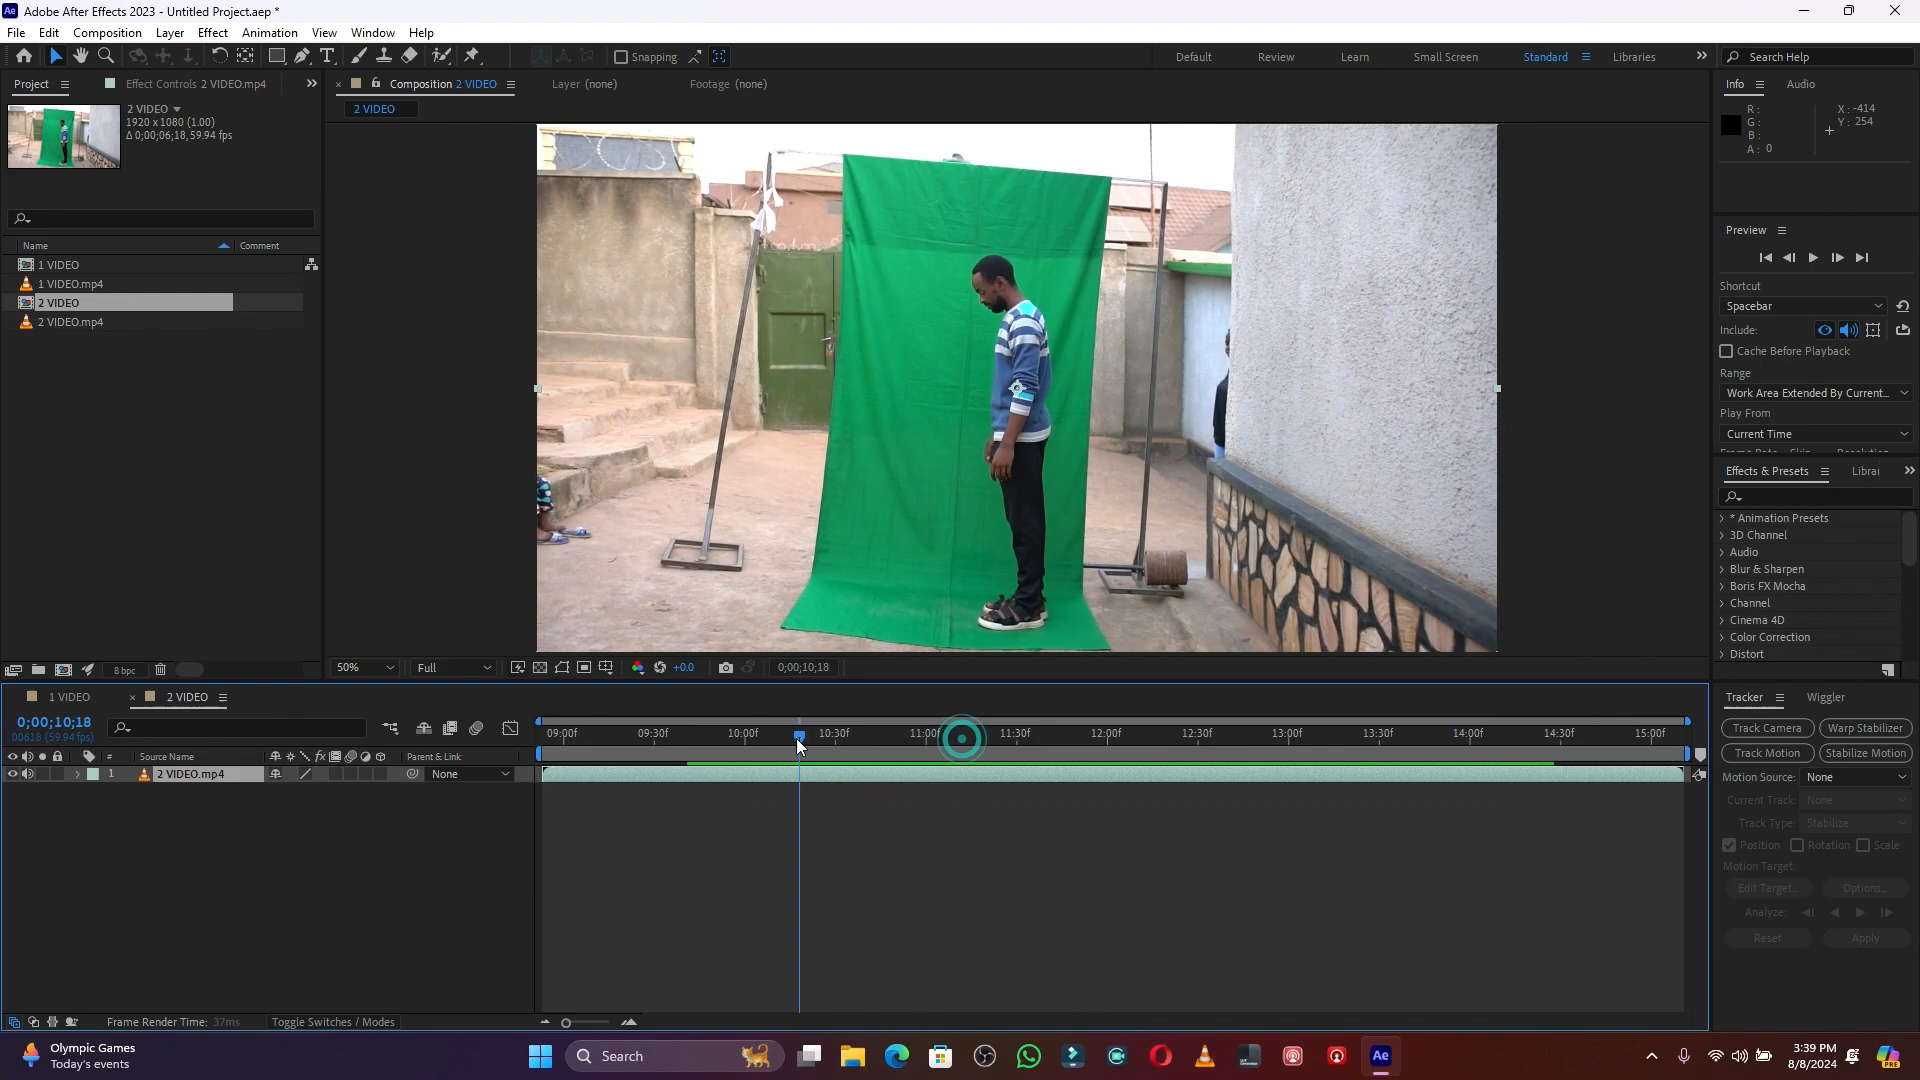 Adobe After Effects 2023 - Untitled Project.aep *
File Edit Composition Layer Effect Animation View Window Help
Snapping Default Review Learn Small Screen Standard Libraries Search Help
Project Effect Controls 2 VIDEO.mp4
Composition 2 VIDEO Layer (none) Footage (none)
Info Audio
2 VIDEO
1920 x 1080 (1.00)
Δ 0;00;06;18, 59.94 fps
2 VIDEO
R :
G :
B :
A : 0
X : -414
Y : 254
Name Comment
1 VIDEO
1 VIDEO.mp4
2 VIDEO
2 VIDEO.mp4
Preview
Shortcut
Spacebar
Include:
Cache Before Playback
Range
Work Area Extended By Current...
Play From
Current Time
Effects & Presets
* Animation Presets
3D Channel
Audio
Blur & Sharpen
Boris FX Mocha
Channel
Cinema 4D
Color Correction
Distort
8 bpc
50% Full +0.0 0;00;10;18
1 VIDEO 2 VIDEO
0;00;10;18
00618 (59.94 fps)
09:00f 09:30f 10:00f 10:30f 11:00f 11:30f 12:00f 12:30f 13:00f 13:30f 14:00f 14:30f 15:00f
# Source Name fx Parent & Link
1 2 VIDEO.mp4 None
Frame Render Time: 37ms Toggle Switches / Modes
Tracker Wiggler
Track Camera Warp Stabilizer
Track Motion Stabilize Motion
Motion Source: None
Current Track: None
Track Type: Stabilize
Position Rotation Scale
Motion Target:
Edit Target... Options...
Analyze:
Reset Apply
Olympic Games
Today's events
Search
Ae
3:39 PM
8/8/2024